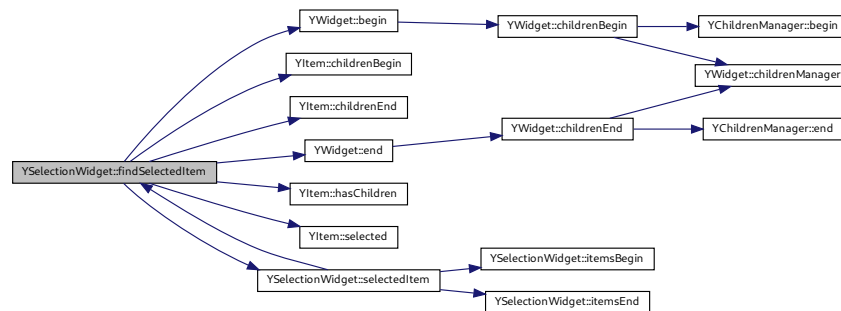 YWidget::begin
YWidget::childrenBegin
YChildrenManager::begin
YItem::childrenBegin
YWidget::childrenManager
YItem::childrenEnd
YWidget::childrenEnd
YChildrenManager::end
YWidget::end
YSelectionWidget::findSelectedItem
YItem::hasChildren
YItem::selected
YSelectionWidget::itemsBegin
YSelectionWidget::selectedItem
YSelectionWidget::itemsEnd